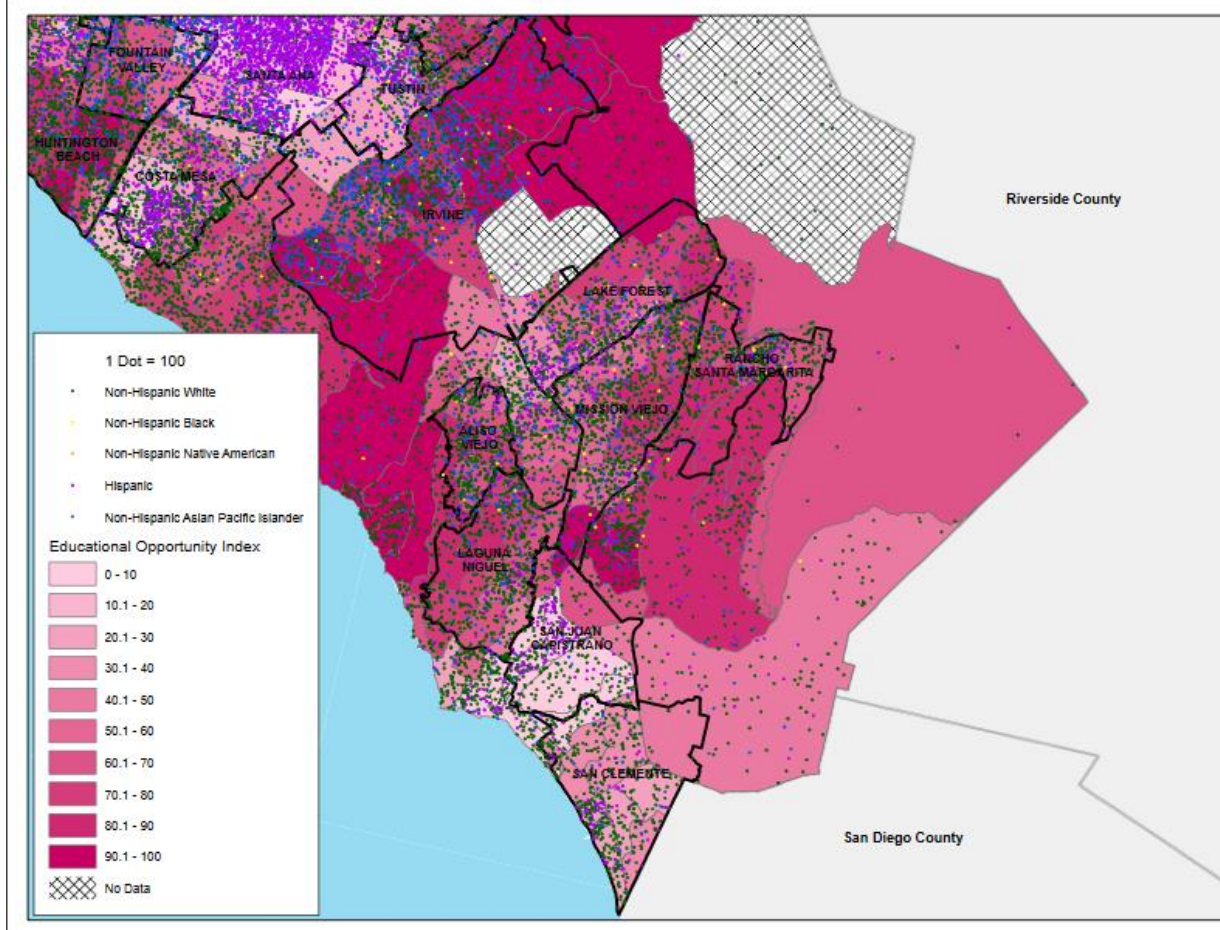 FOUNTAIN
VALLEY
SANTA ANA
TUSTIN
HUNTINGTON
BEACH
COSTA MESA
IRVINE
Riverside County
LAKE FOREST
RANCHO
SANTA MARGARITA
MISSION VIEJO
ALISO
VIEJO
LAGUNA
NIGUEL
SAN JUAN
CAPISTRANO
SAN CLEMENTE
San Diego County
1 Dot = 100
Non-Hispanic White
Non-Hispanic Black
Non-Hispanic Native American
Hispanic
Non-Hispanic Asian Pacific Islander
Educational Opportunity Index
0 - 10
10.1 - 20
20.1 - 30
30.1 - 40
40.1 - 50
50.1 - 60
60.1 - 70
70.1 - 80
80.1 - 90
90.1 - 100
No Data